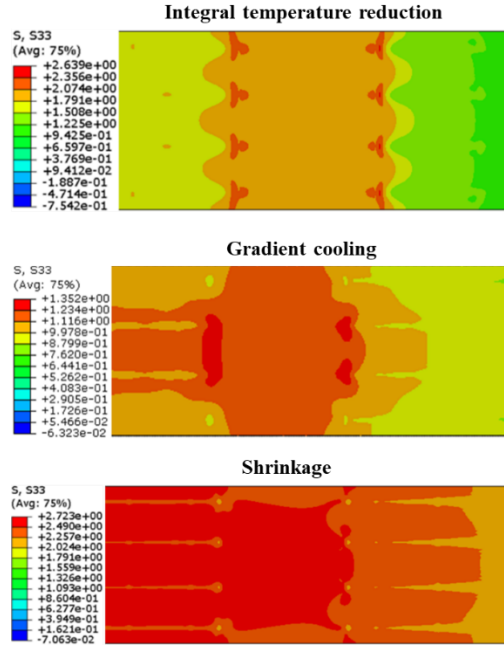 Integral temperature reduction
S, S33
(Avg: 75%)
+2.639e+00
+2.356e+00
+2.074e+00
+1.791e+00
+1.508e+00
+1.225e+00
+9.425e-01
+6.597e-01
+3.769e-01
+9.412e-02
-1.887e-01
-4.714e-01
-7.542e-01
Gradient cooling
S, S33
(Avg: 75%)
+1.352e+00
+1.234e+00
+1.116e+00
+9.978e-01
+8.799e-01
+7.620e-01
+6.441e-01
+5.262e-01
+4.083e-01
+2.905e-01
+1.726e-01
+5.466e-02
-6.323e-02
Shrinkage
S, S33
(Avg: 75%)
+2.723e+00
+2.490e+00
+2.257e+00
+2.024e+00
+1.791e+00
+1.559e+00
+1.326e+00
+1.093e+00
+8.604e-01
+6.277e-01
+3.949e-01
+1.621e-01
-7.063e-02